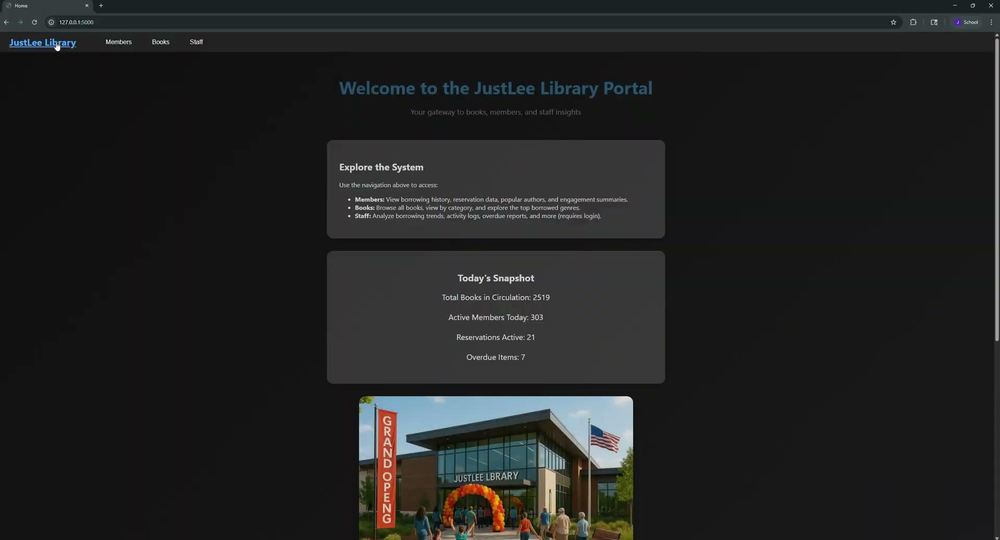 Home
127.0.0.1:5000
J School
JustLee Library Members Books Staff
Welcome to the JustLee Library Portal
Your gateway to books, members, and staff insights
Explore the System
Use the navigation above to access:
• Members: View borrowing history, reservation data, popular authors, and engagement summaries.
• Books: Browse all books, view by category, and explore the top borrowed genres.
• Staff: Analyze borrowing trends, activity logs, overdue reports, and more (requires login).
Today's Snapshot
Total Books in Circulation: 2519
Active Members Today: 303
Reservations Active: 21
Overdue Items: 7
GRAND OPENG
JUSTLEE LBRARY